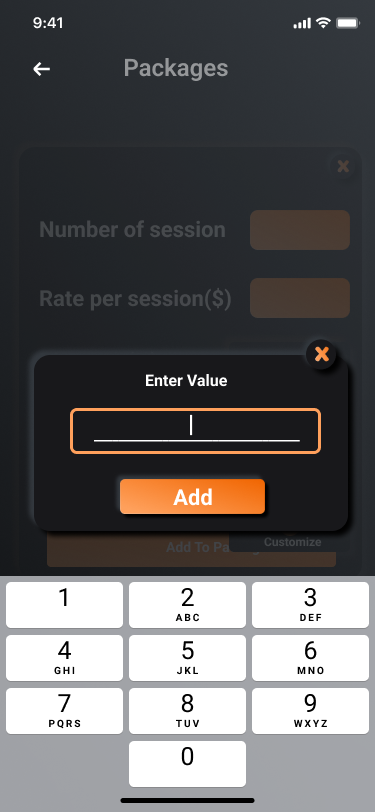 9:41
Packages
Number of session
Rate per session($)
Enter Value
Add
Add To Pa
Customize
1
2
ABC
3
DEF
4
GHI
5
JKL
6
MNO
7
PQRS
8
TUV
9
WXYZ
0